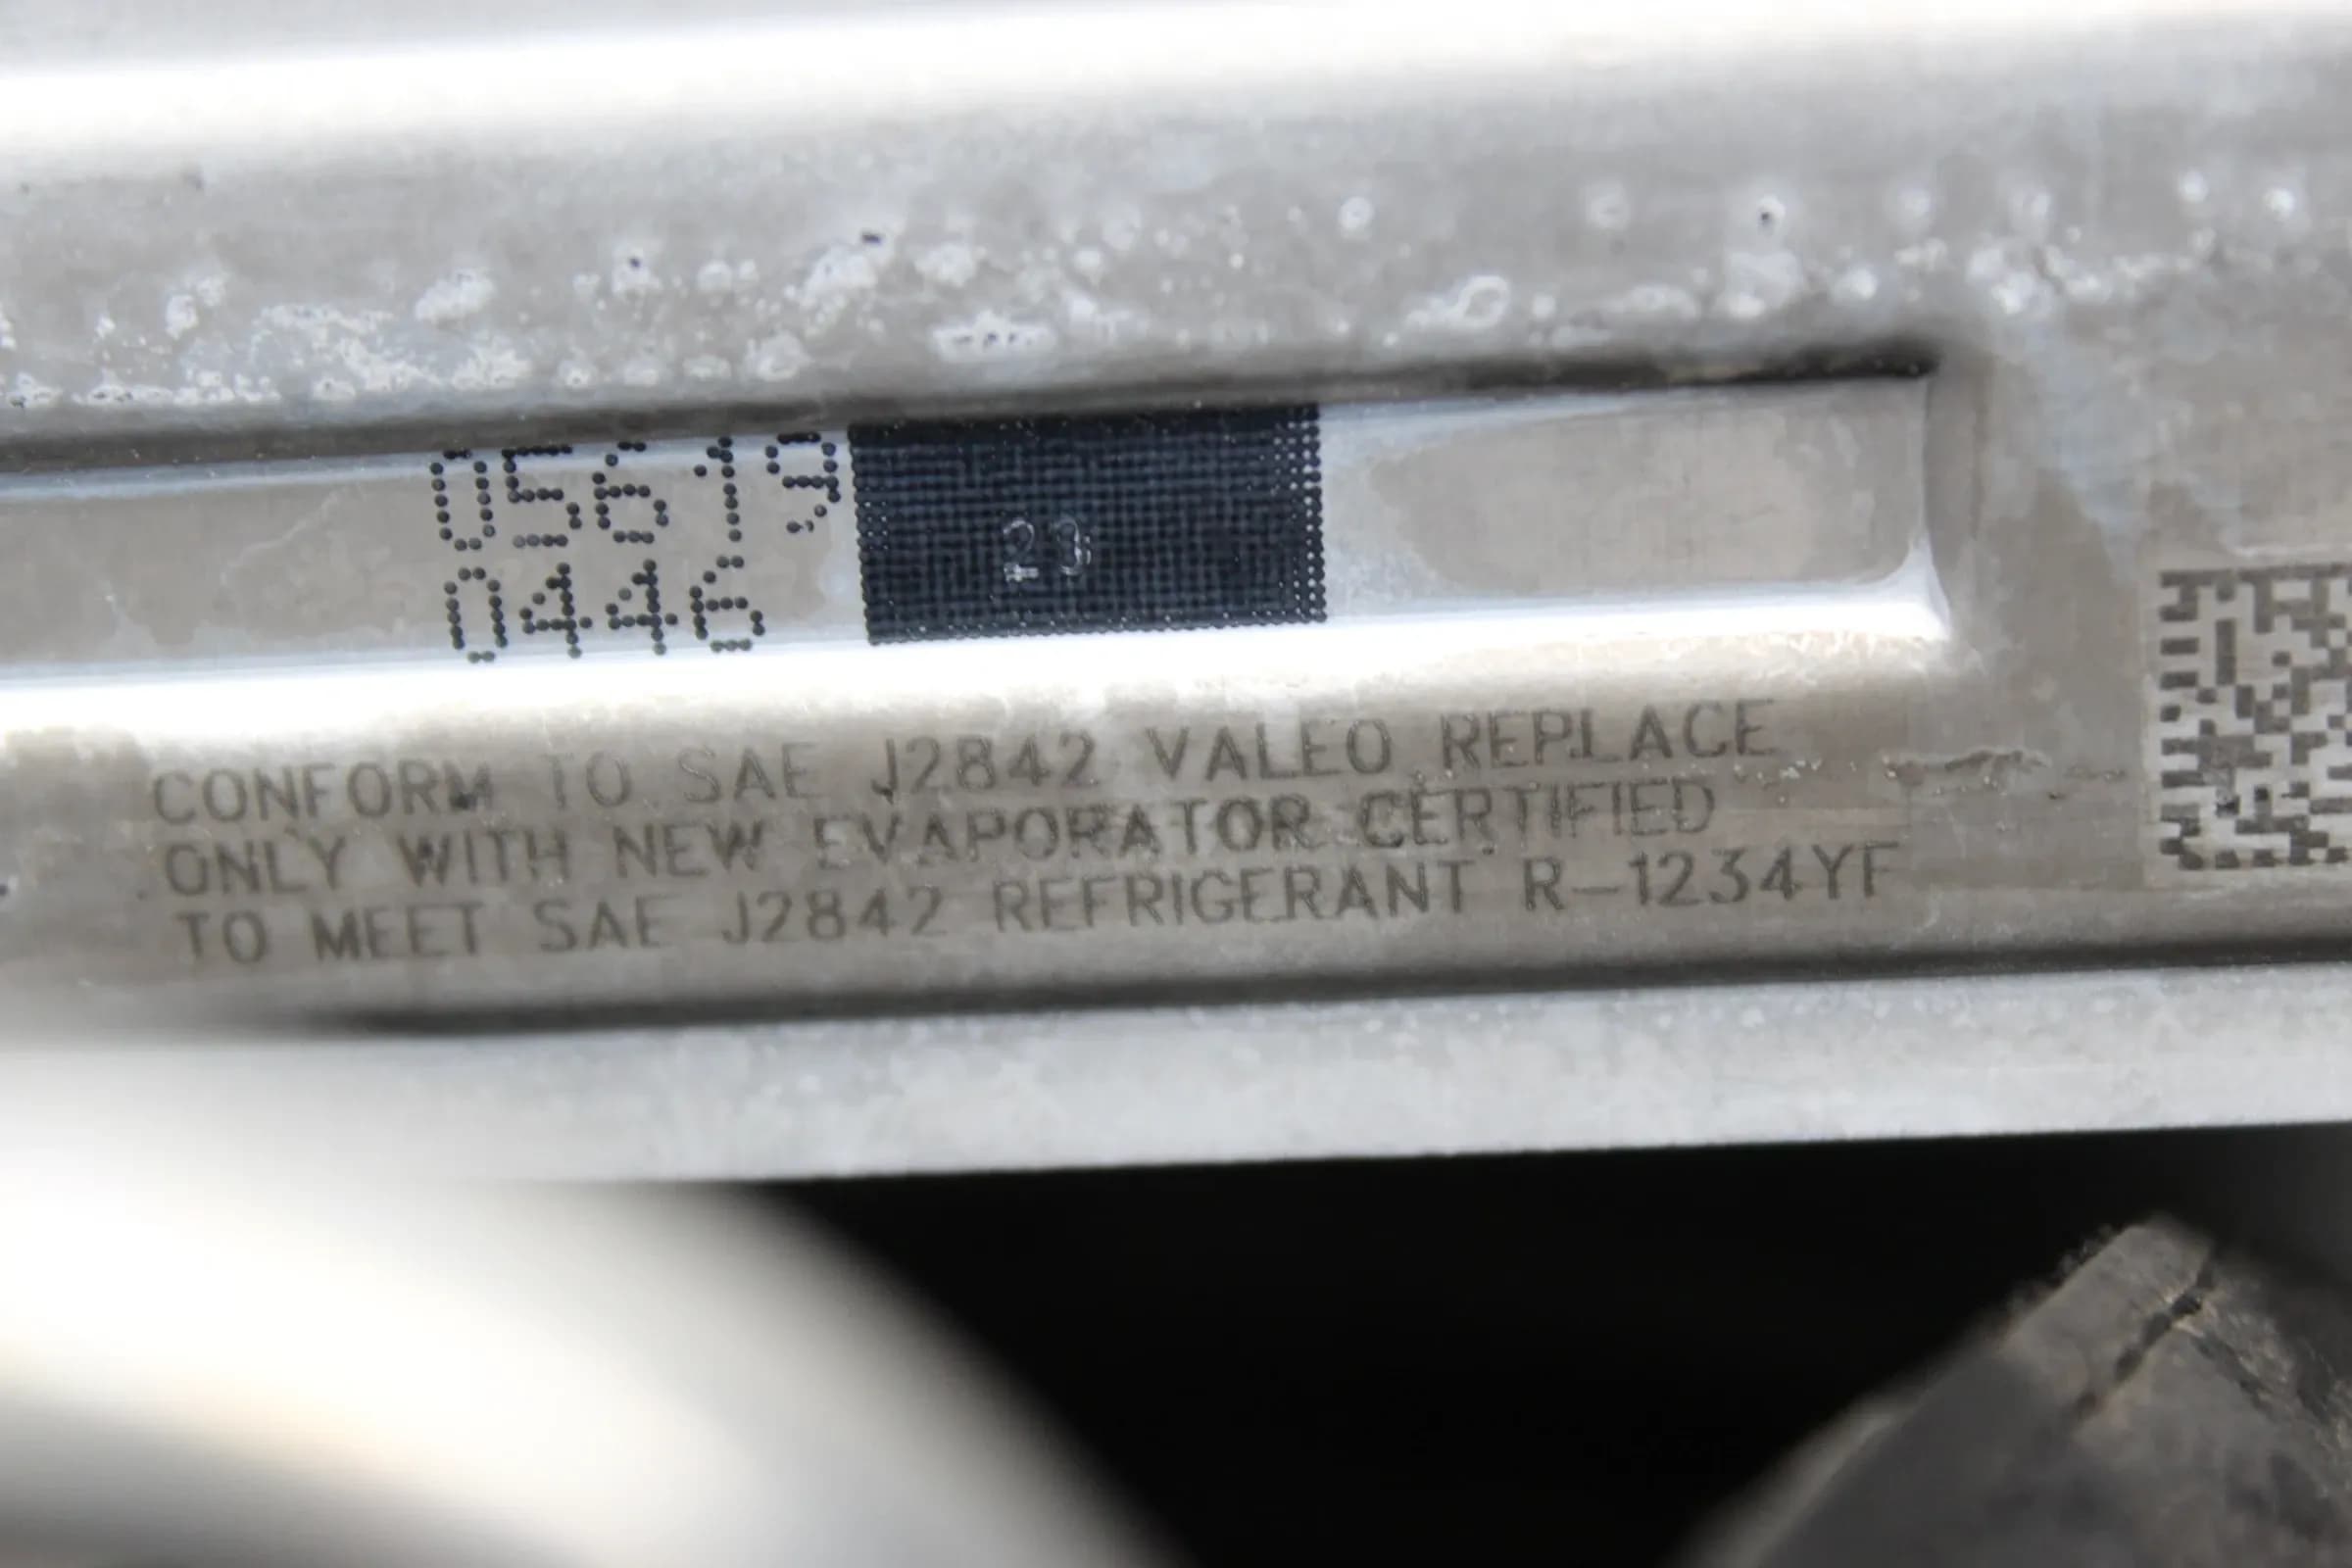 05619
0446
20
CONFORM TO SAE J2842 VALEO REPLACE
ONLY WITH NEW EVAPORATOR CERTIFIED
TO MEET SAE J2842 REFRIGERANT R-1234YF